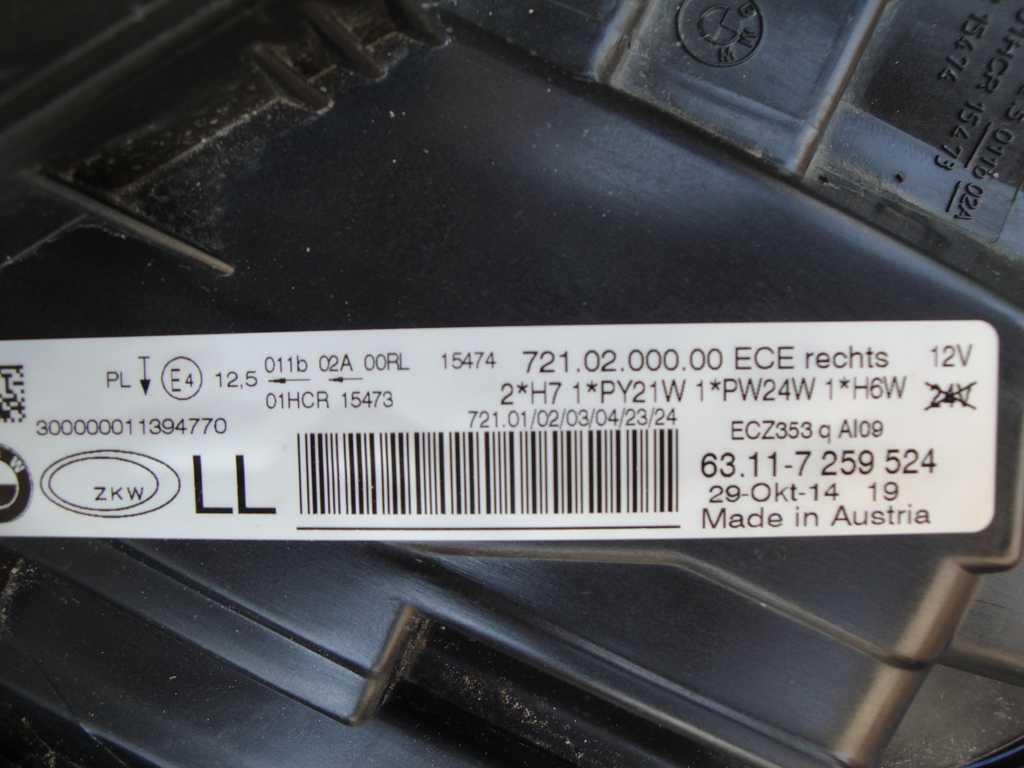 01HCR 15473
15474
011b 02A 00RL 15474 721.02.000.00 ECE rechts 12V
PL E4 12,5
01HCR 15473 2*H7 1*PY21W 1*PW24W 1*H6W 24V
300000011394770 721.01/02/03/04/23/24 ECZ353 q AI09
ZKW LL 63.11-7 259 524
29-Okt-14 19
Made in Austria